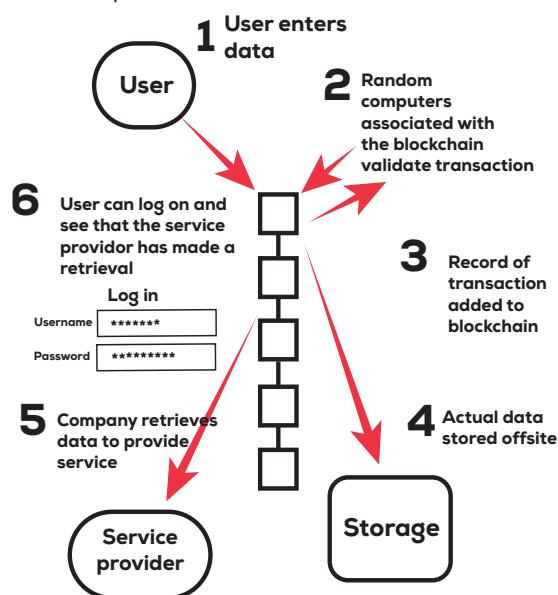 1 User enters
data
User
2 Random
computers
associated with
the blockchain
validate transaction
6 User can log on and
see that the service
providor has made a
retrieval
Log in
Username *******
Password *********
3 Record of
transaction
added to
blockchain
5 Company retrieves
data to provide
service
4 Actual data
stored offsite
Service
provider
Storage